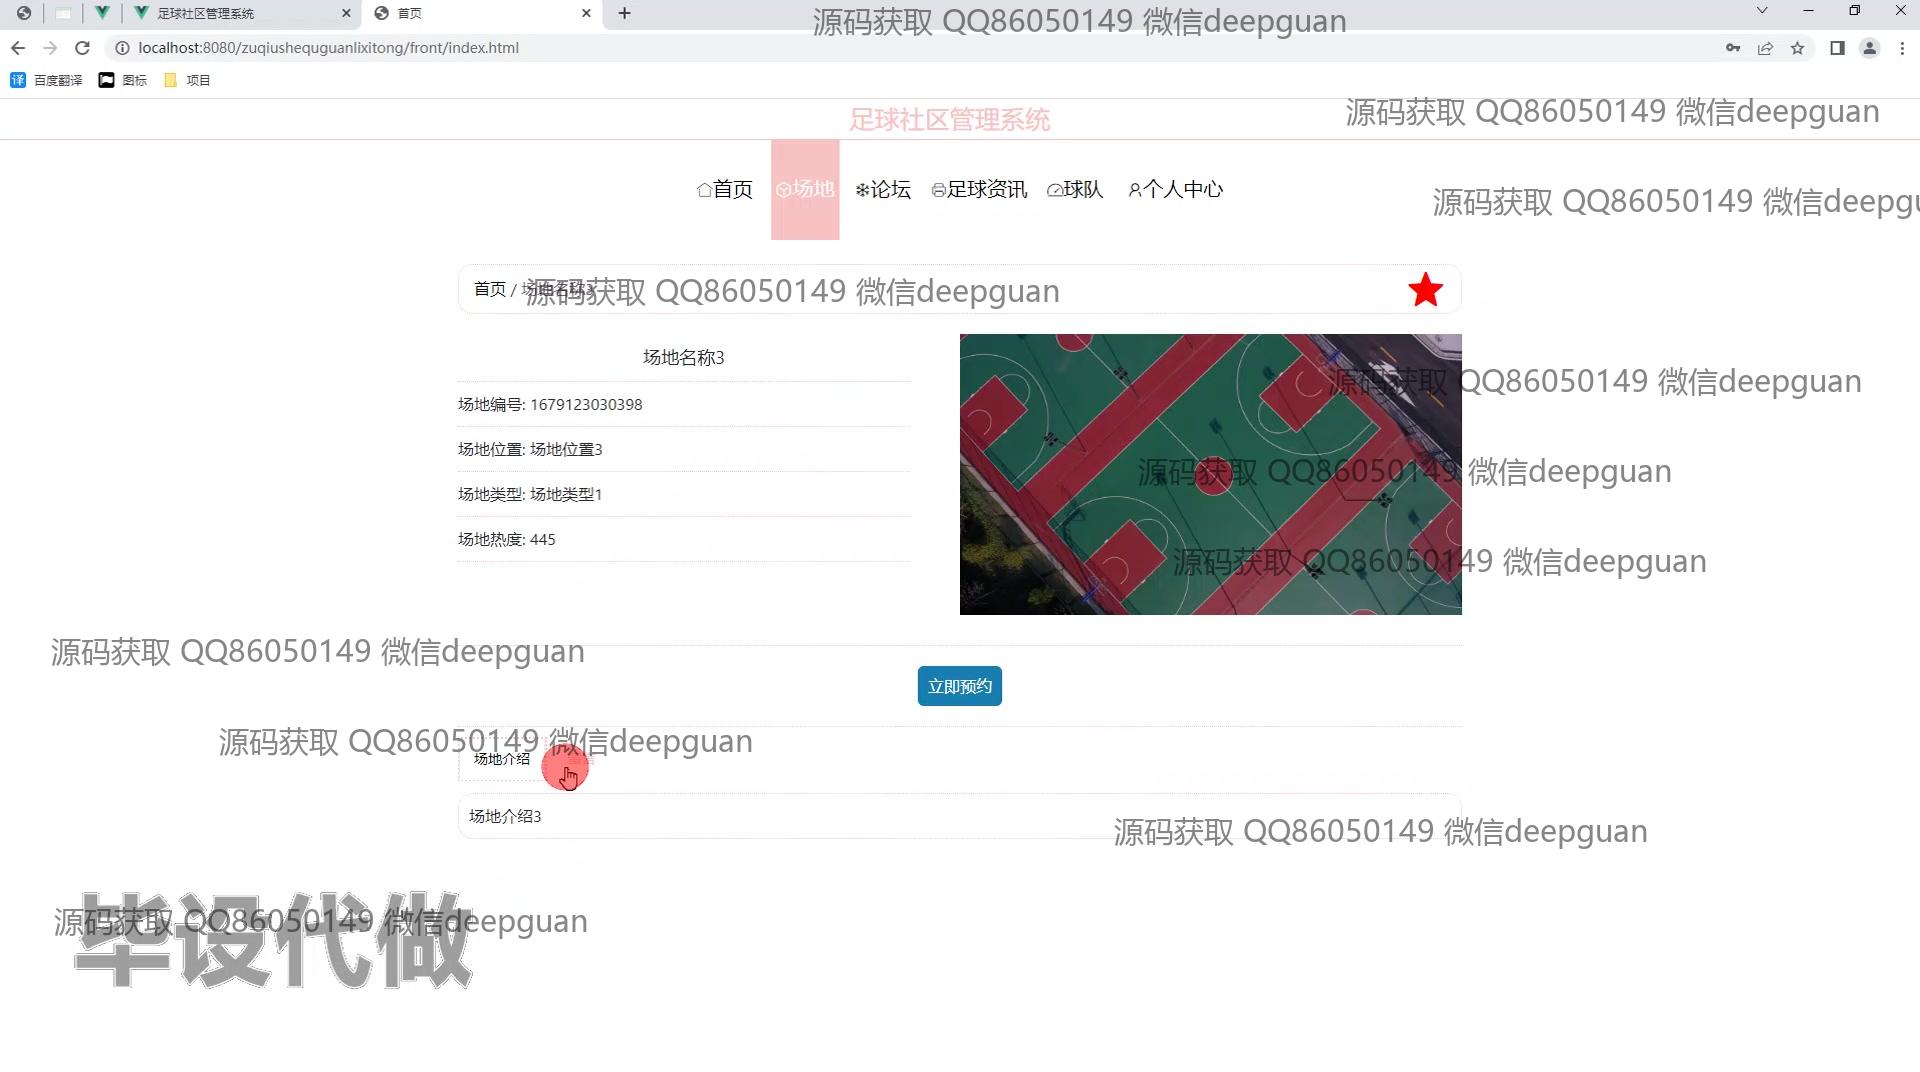 足球社区管理系统
首页
源码获取 QQ86050149 微信deepguan
localhost:8080/zuqiushequguanlixitong/front/index.html
译 百度翻译 图标 项目
足球社区管理系统
源码获取 QQ86050149 微信deepguan
首页 场地 论坛 足球资讯 球队 个人中心
源码获取 QQ86050149 微信deepgu
首页 / 场地名称3
源码获取 QQ86050149 微信deepguan
场地名称3
源码获取 QQ86050149 微信deepguan
场地编号: 1679123030398
场地位置: 场地位置3
源码获取 QQ86050149 微信deepguan
场地类型: 场地类型1
场地热度: 445
源码获取 QQ86050149 微信deepguan
源码获取 QQ86050149 微信deepguan
立即预约
源码获取 QQ86050149 微信deepguan
场地介绍
场地介绍3
源码获取 QQ86050149 微信deepguan
源码获取 QQ86050149 微信deepguan
毕设代做